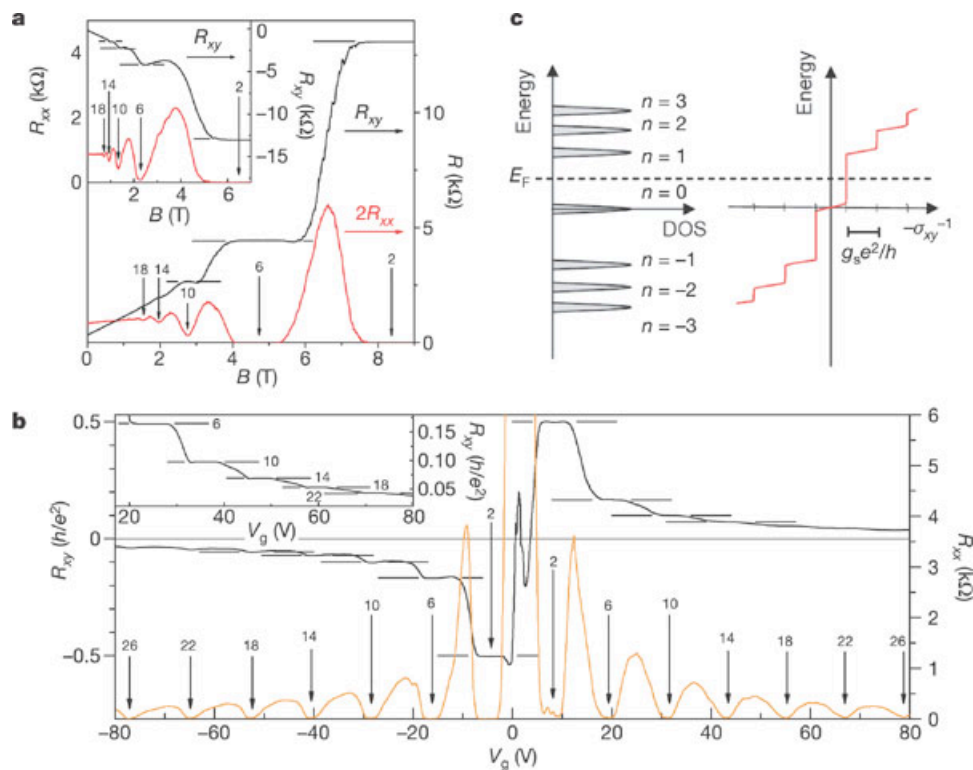 a
4
2
0
R_xx (kΩ)
R_xy
0
−5
−10
−15
R_xy (kΩ)
18
14
10
6
2
2 4 6
B (T)
R_xy
2R_xx
10
5
0
R (kΩ)
18
14
10
6
2
0 2 4 6 8
B (T)
c
Energy
n = 3
n = 2
n = 1
E_F
n = 0
DOS
n = −1
n = −2
n = −3
Energy
−σ_xy^−1
g_s e^2/h
b
0.5
0
−0.5
R_xy (h/e^2)
6
10
14
18
22
0.15
0.10
0.05
R_xy (h/e^2)
20 40 60 80
V_g (V)
2
2
26 22 18 14 10 6
6 10 14 18 22 26
6
5
4
3
2
1
0
R_xx (kΩ)
−80 −60 −40 −20 0 20 40 60 80
V_g (V)